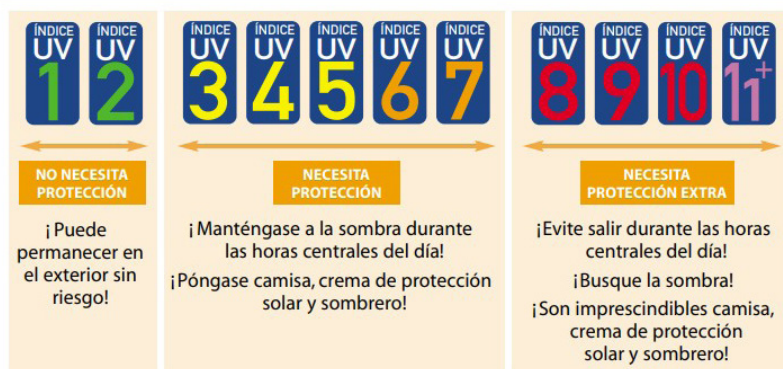 ÍNDICE
UV
1
ÍNDICE
UV
2
NO NECESITA
PROTECCIÓN
¡Puede
permanecer en
el exterior sin
riesgo!
ÍNDICE
UV
3
ÍNDICE
UV
4
ÍNDICE
UV
5
ÍNDICE
UV
6
ÍNDICE
UV
7
NECESITA
PROTECCIÓN
¡Manténgase a la sombra durante
las horas centrales del día!
¡Póngase camisa, crema de protección
solar y sombrero!
ÍNDICE
UV
8
ÍNDICE
UV
9
ÍNDICE
UV
10
ÍNDICE
UV
11+
NECESITA
PROTECCIÓN EXTRA
¡Evite salir durante las horas
centrales del día!
¡Busque la sombra!
¡Son imprescindibles camisa,
crema de protección
solar y sombrero!